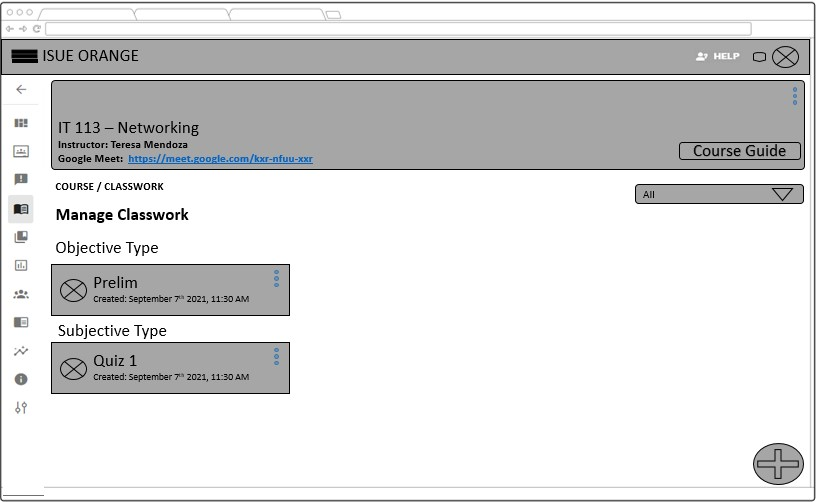 ISUE ORANGE
HELP
IT 113 – Networking
Instructor: Teresa Mendoza
Google Meet: https://meet.google.com/kxr-nfuu-xxr
Course Guide
COURSE / CLASSWORK
All
Manage Classwork
Objective Type
Prelim
Created: September 7th 2021, 11:30 AM
Subjective Type
Quiz 1
Created: September 7th 2021, 11:30 AM